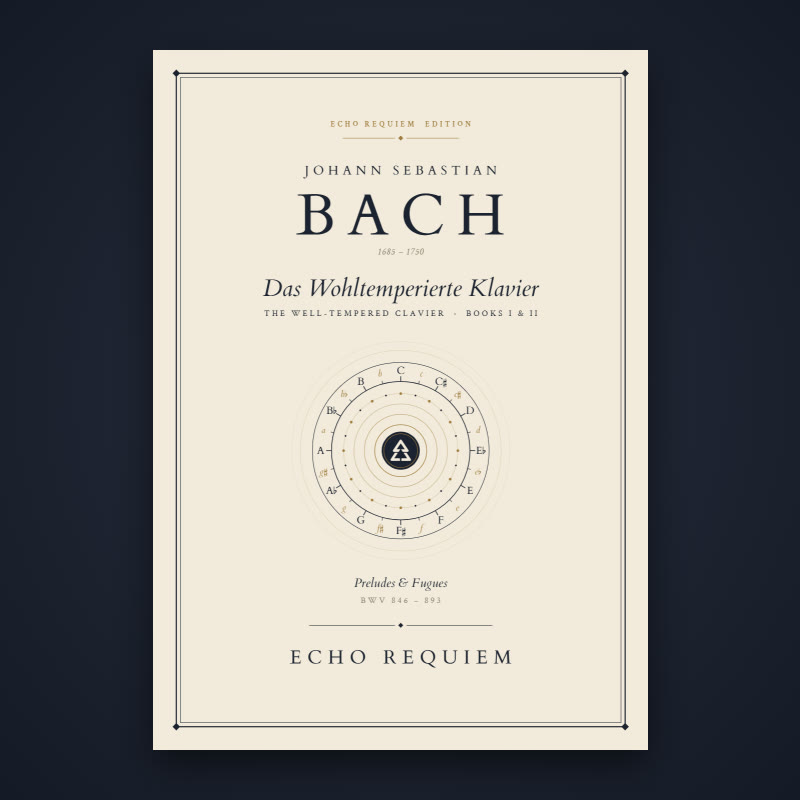 ECHO REQUIEM EDITION
JOHANN SEBASTIAN
BACH
1685 – 1750
Das Wohltemperierte Klavier
THE WELL-TEMPERED CLAVIER · BOOKS I & II
C
c
C♯
c♯
D
d
E♭
e♭
E
e
F
f
F♯
f♯
G
g
A♭
g♯
A
a
B♭
b♭
B
b
Preludes & Fugues
BWV 846 – 893
ECHO REQUIEM